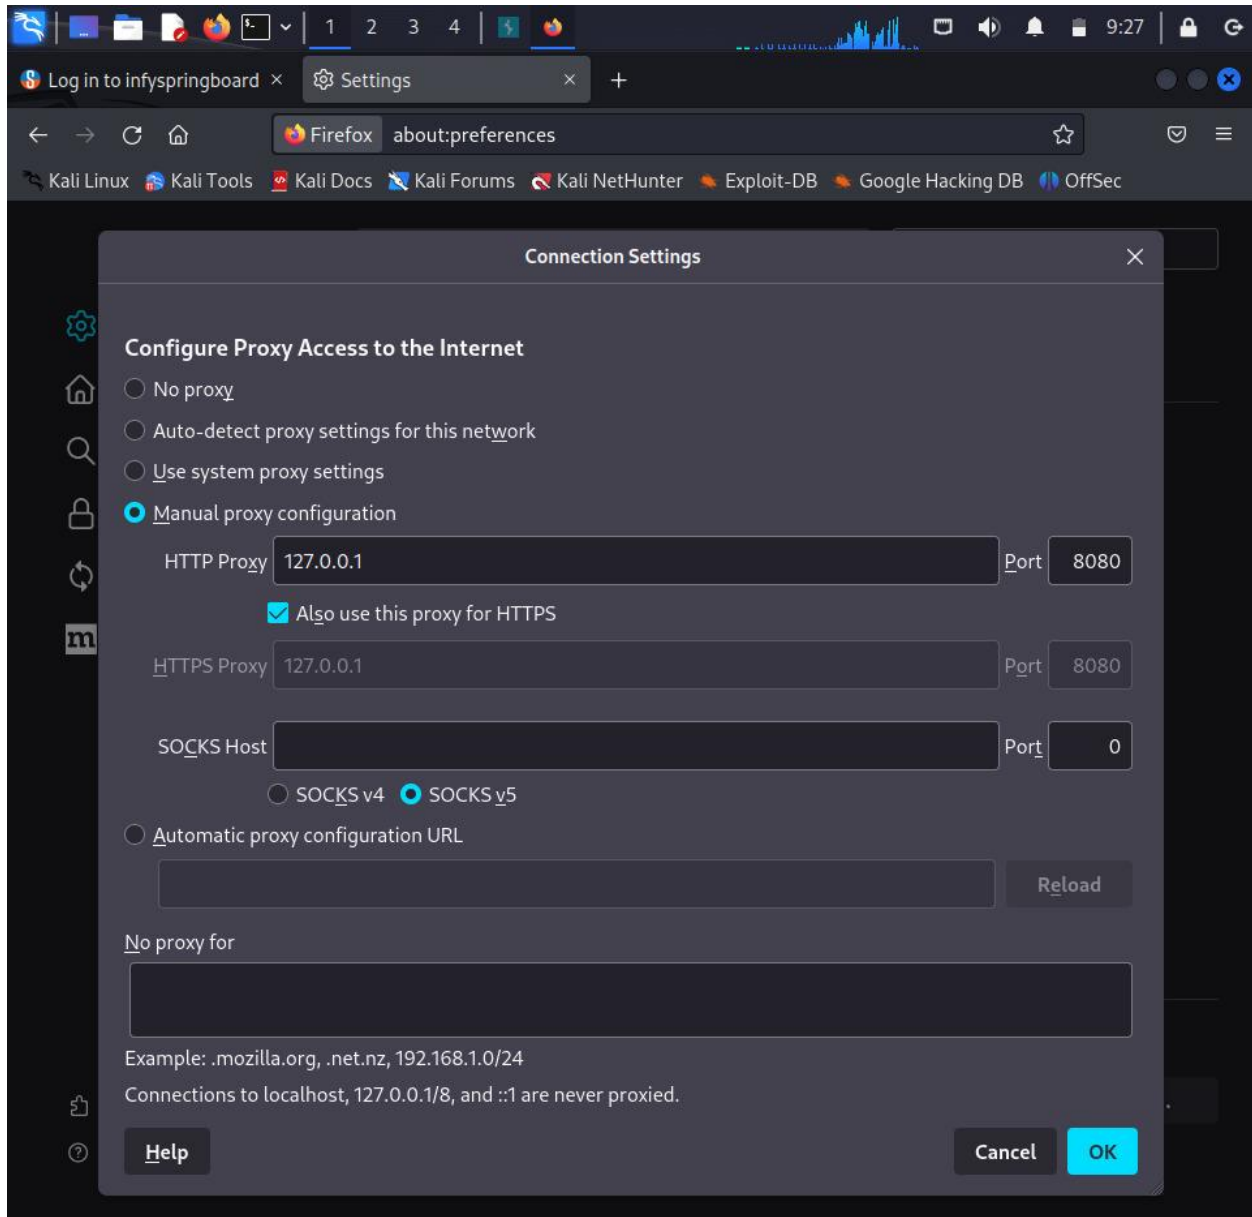 1 2 3 4 9:27
Log in to infyspringboard Settings
Firefox about:preferences
Kali Linux Kali Tools Kali Docs Kali Forums Kali NetHunter Exploit-DB Google Hacking DB OffSec
Connection Settings
Configure Proxy Access to the Internet
No proxy
Auto-detect proxy settings for this network
Use system proxy settings
Manual proxy configuration
HTTP Proxy 127.0.0.1 Port 8080
Also use this proxy for HTTPS
HTTPS Proxy 127.0.0.1 Port 8080
SOCKS Host Port 0
SOCKS v4 SOCKS v5
Automatic proxy configuration URL
Reload
No proxy for
Example: .mozilla.org, .net.nz, 192.168.1.0/24
Connections to localhost, 127.0.0.1/8, and ::1 are never proxied.
Help Cancel OK